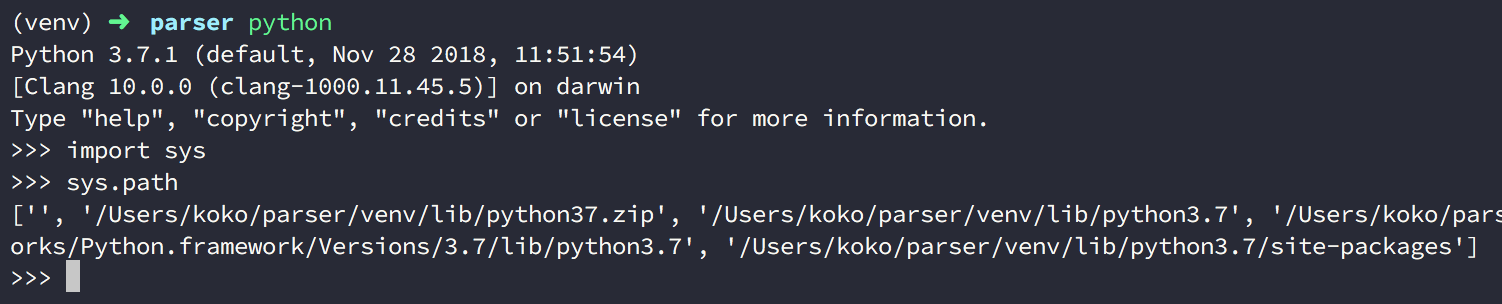 (venv) ➜ parser python
Python 3.7.1 (default, Nov 28 2018, 11:51:54)
[Clang 10.0.0 (clang-1000.11.45.5)] on darwin
Type "help", "copyright", "credits" or "license" for more information.
>>> import sys
>>> sys.path
['', '/Users/koko/parser/venv/lib/python37.zip', '/Users/koko/parser/venv/lib/python3.7', '/Users/koko/pars
orks/Python.framework/Versions/3.7/lib/python3.7', '/Users/koko/parser/venv/lib/python3.7/site-packages']
>>>